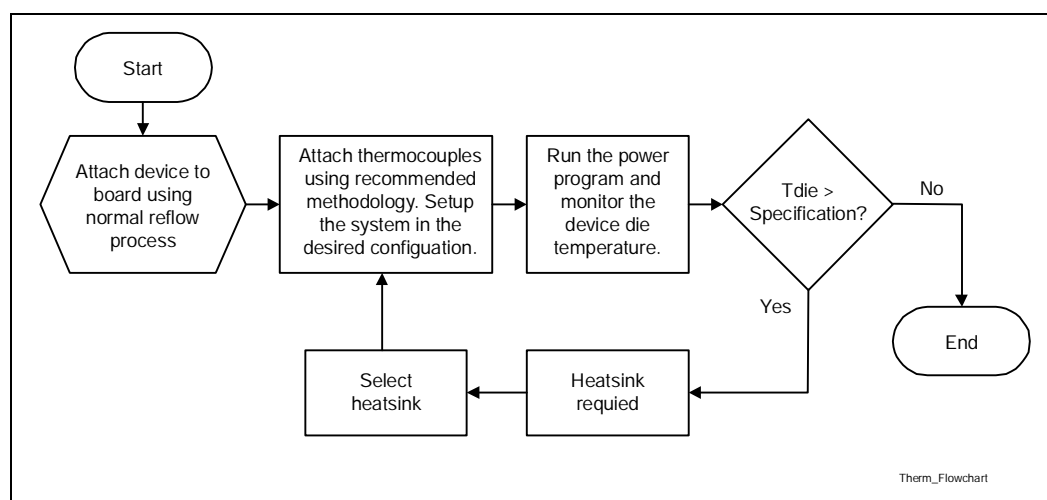 Start
Attach device to
board using
normal reflow
process
Attach thermocouples
using recommended
methodology. Setup
the system in the
desired configuation.
Run the power
program and
monitor the
device die
temperature.
Tdie >
Specification?
No
Yes
End
Select
heatsink
Heatsink
requied
Therm_Flowchart